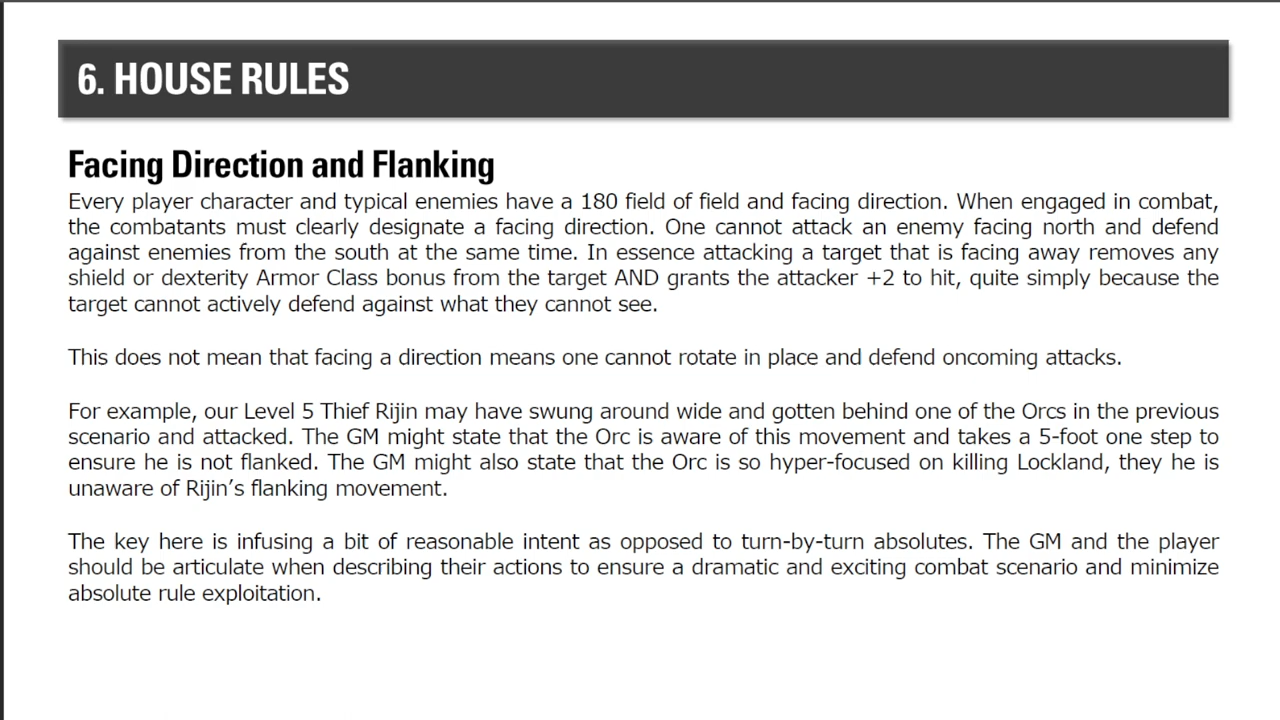 6. HOUSE RULES
Facing Direction and Flanking
Every player character and typical enemies have a 180 field of field and facing direction. When engaged in combat,
the combatants must clearly designate a facing direction. One cannot attack an enemy facing north and defend
against enemies from the south at the same time. In essence attacking a target that is facing away removes any
shield or dexterity Armor Class bonus from the target AND grants the attacker +2 to hit, quite simply because the
target cannot actively defend against what they cannot see.
This does not mean that facing a direction means one cannot rotate in place and defend oncoming attacks.
For example, our Level 5 Thief Rijin may have swung around wide and gotten behind one of the Orcs in the previous
scenario and attacked. The GM might state that the Orc is aware of this movement and takes a 5-foot one step to
ensure he is not flanked. The GM might also state that the Orc is so hyper-focused on killing Lockland, they he is
unaware of Rijin’s flanking movement.
The key here is infusing a bit of reasonable intent as opposed to turn-by-turn absolutes. The GM and the player
should be articulate when describing their actions to ensure a dramatic and exciting combat scenario and minimize
absolute rule exploitation.